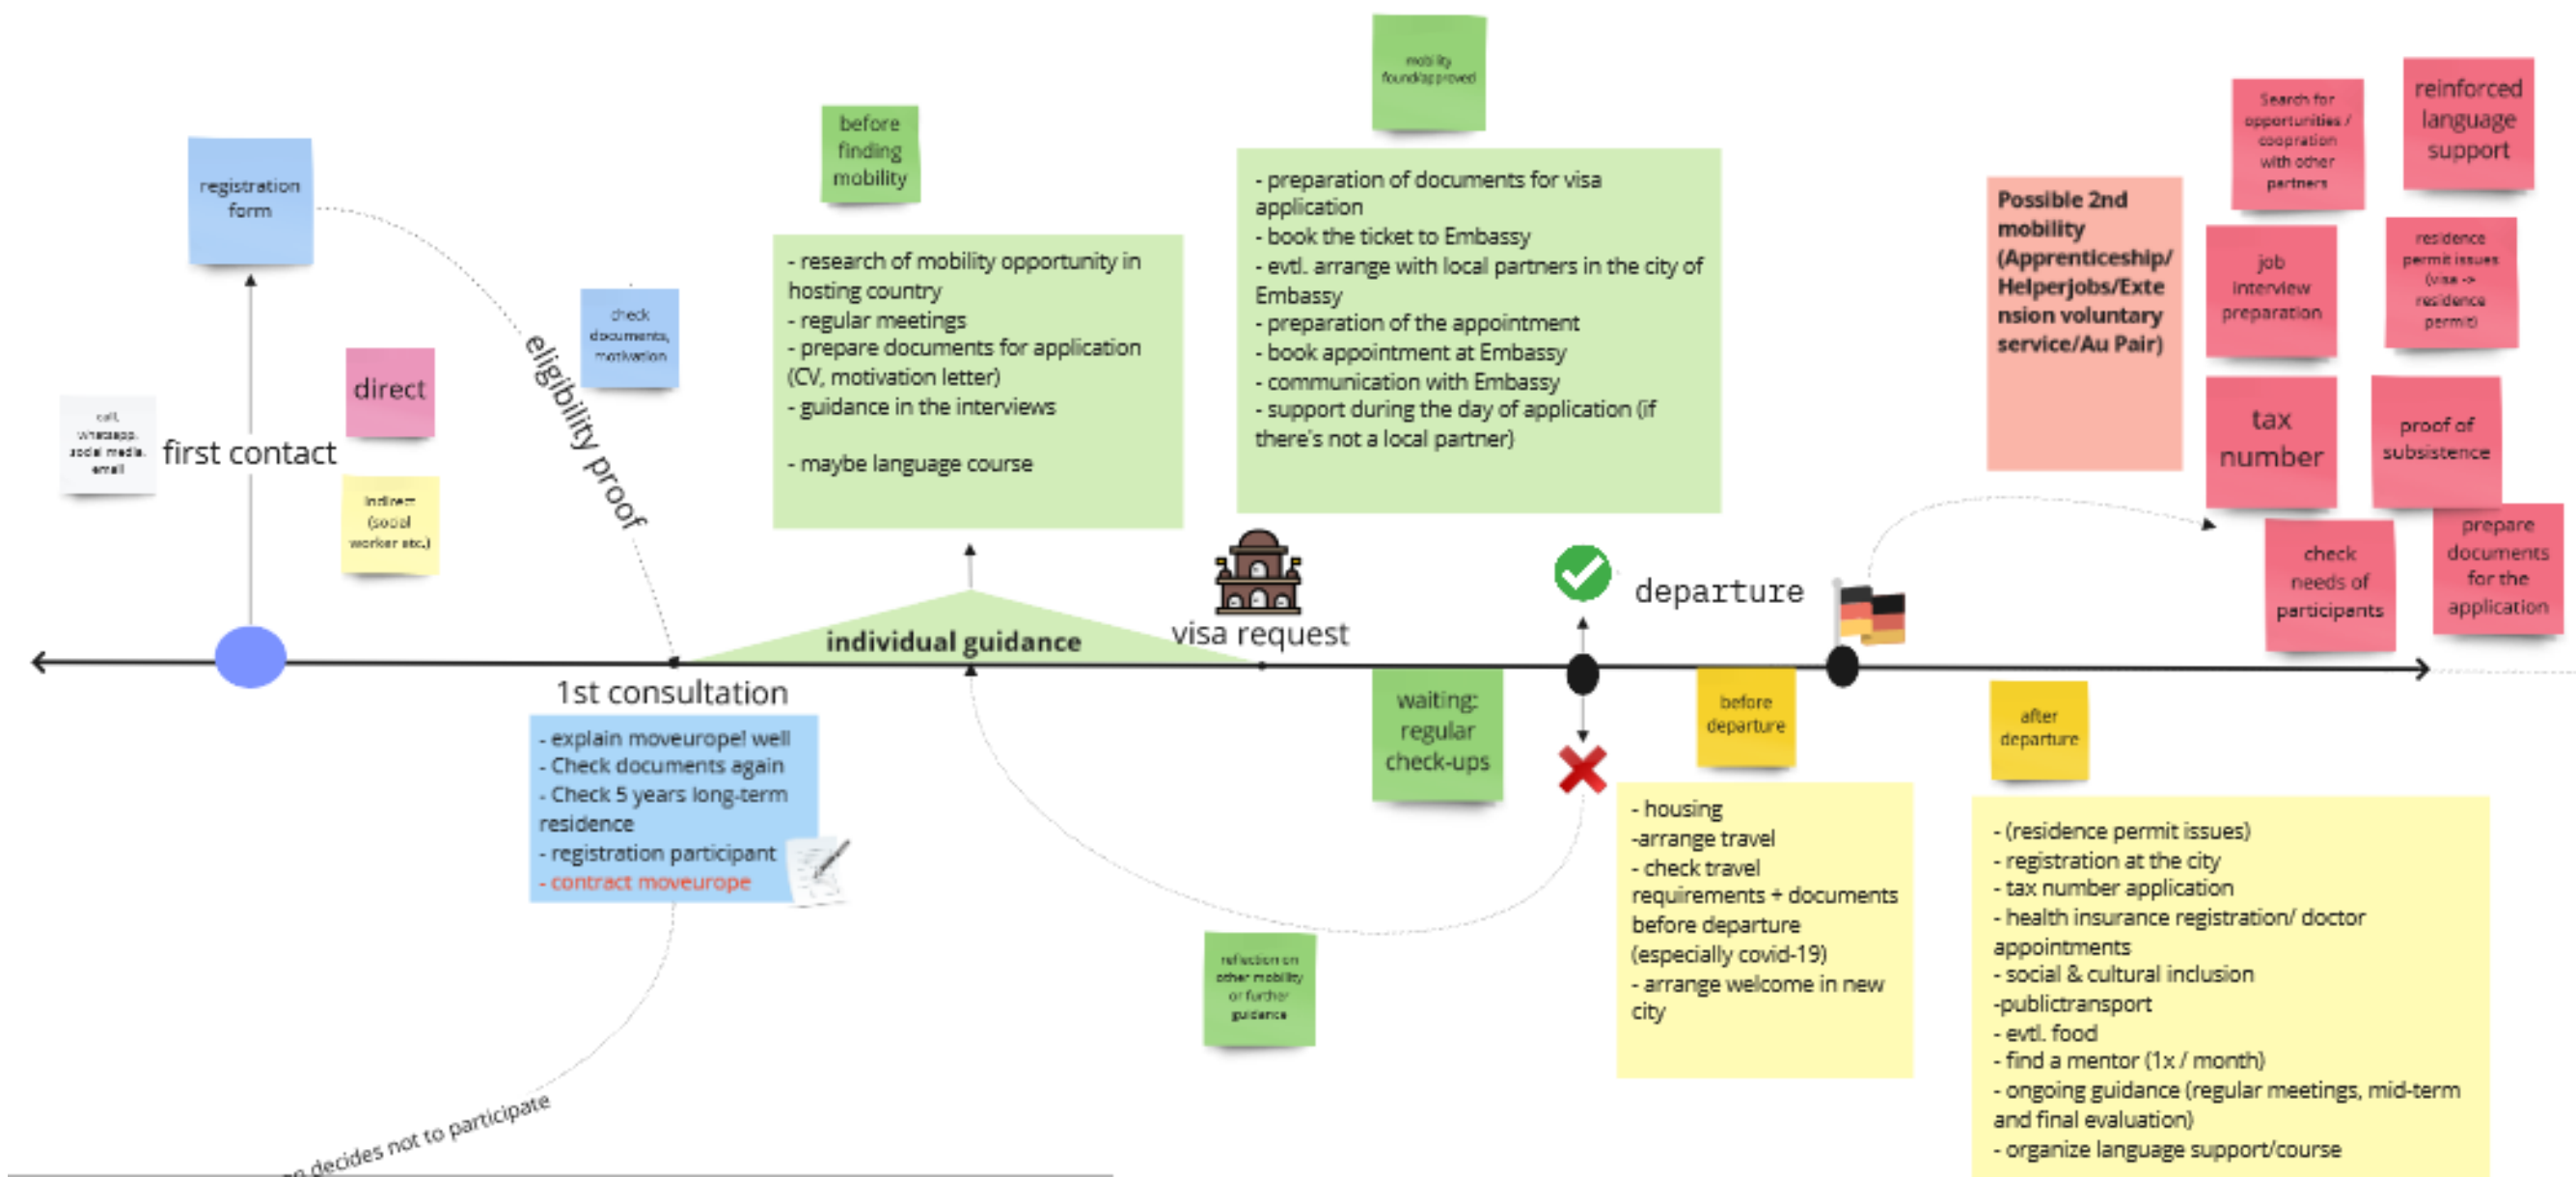 registration
form
call,
whatsapp,
social media,
email
first contact
direct
indirect
(social
worker etc.)
eligibility proof
check
documents,
motivation
1st consultation
- explain moveurope! well
- Check documents again
- Check 5 years long-term
residence
- registration participant
- contract moveurope
decides not to participate
before
finding
mobility
- research of mobility opportunity in
hosting country
- regular meetings
- prepare documents for application
(CV, motivation letter)
- guidance in the interviews
- maybe language course
individual guidance
mobility
found/approved
- preparation of documents for visa
application
- book the ticket to Embassy
- evtl. arrange with local partners in the city of
Embassy
- preparation of the appointment
- book appointment at Embassy
- communication with Embassy
- support during the day of application (if
there's not a local partner)
visa request
waiting:
regular
check-ups
reflection on
other mobility
or further
guidance
departure
before
departure
- housing
-arrange travel
- check travel
requirements + documents
before departure
(especially covid-19)
- arrange welcome in new
city
after
departure
- (residence permit issues)
- registration at the city
- tax number application
- health insurance registration/ doctor
appointments
- social & cultural inclusion
-publictransport
- evtl. food
- find a mentor (1x / month)
- ongoing guidance (regular meetings, mid-term
and final evaluation)
- organize language support/course
Possible 2nd
mobility
(Apprenticeship/
Helperjobs/Exte
nsion voluntary
service/Au Pair)
Search for
opportunities /
coopration
with other
partners
reinforced
language
support
job
interview
preparation
residence
permit issues
(visa ->
residence
permit)
tax
number
proof of
subsistence
check
needs of
participants
prepare
documents
for the
application